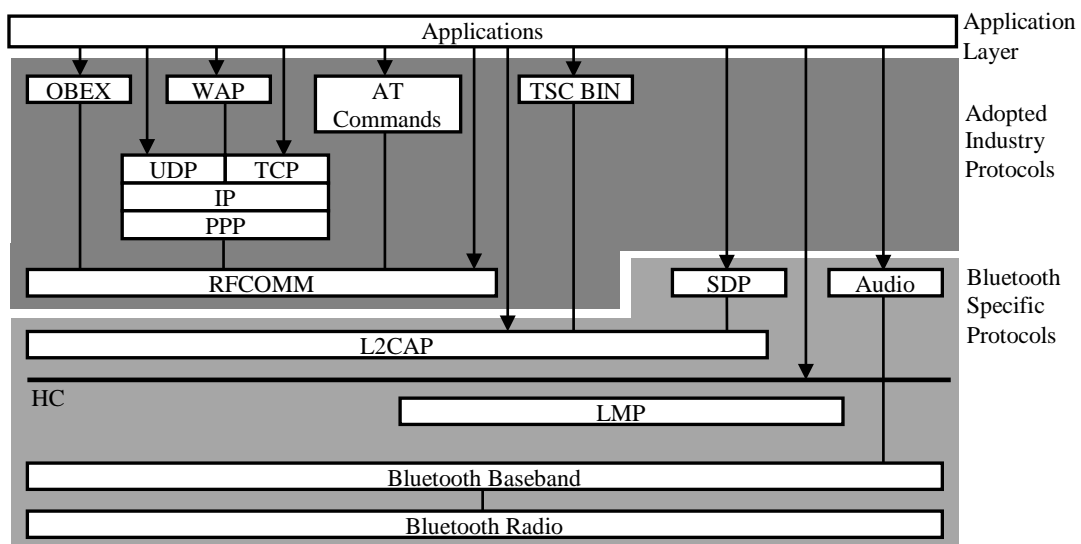 Applications
Application
Layer
OBEX
WAP
AT
Commands
TSC BIN
Adopted
Industry
Protocols
UDP
TCP
IP
PPP
RFCOMM
SDP
Audio
Bluetooth
Specific
Protocols
L2CAP
HC
LMP
Bluetooth Baseband
Bluetooth Radio